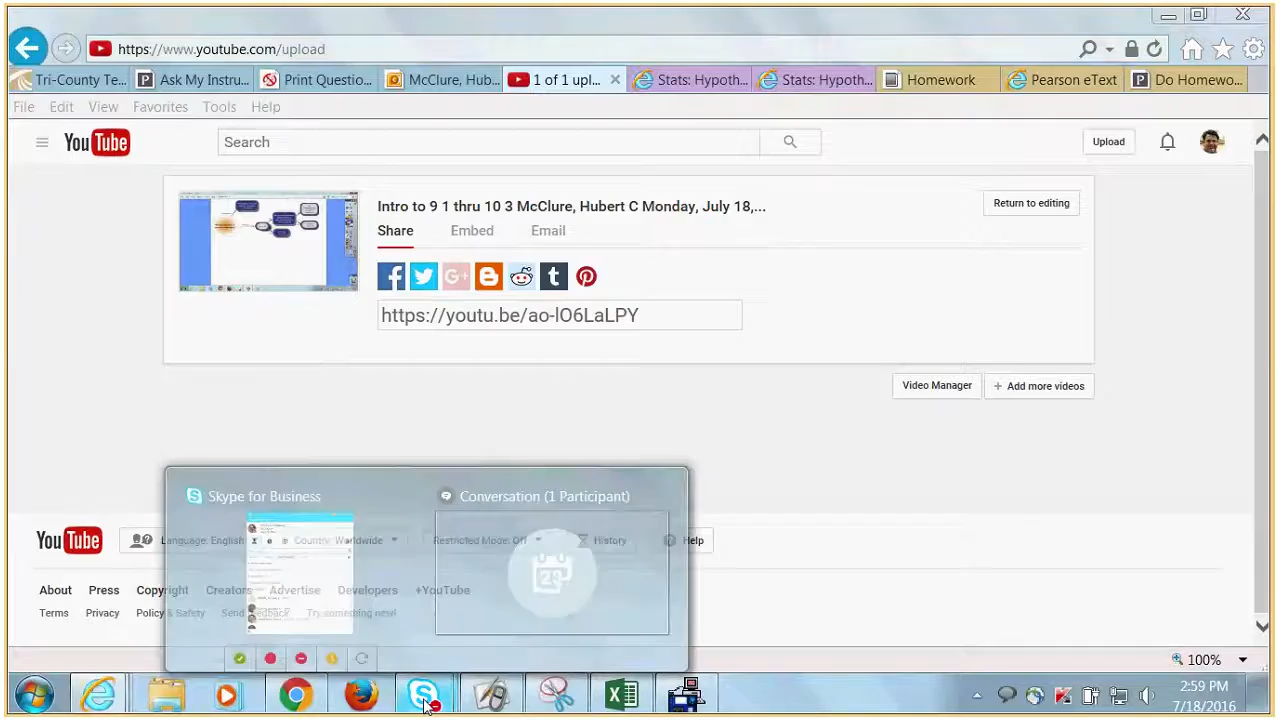 https://www.youtube.com/upload
Tri-County Te...
Ask My Instru...
Print Questio...
McClure, Hub...
1 of 1 upl...
Stats: Hypoth...
Stats: Hypoth...
Homework
Pearson eText
Do Homewo...
File Edit View Favorites Tools Help
YouTube
Search
Upload
Intro to 9 1 thru 10 3 McClure, Hubert C Monday, July 18,...
Return to editing
Share Embed Email
https://youtu.be/ao-lO6LaLPY
Video Manager
+ Add more videos
Skype for Business
Conversation (1 Participant)
YouTube
Language: English
Country: Worldwide
Restricted Mode: Off
History
Help
About Press Copyright Creators Advertise Developers +YouTube
Terms Privacy Policy & Safety Send feedback Try something new!
100%
2:59 PM
7/18/2016